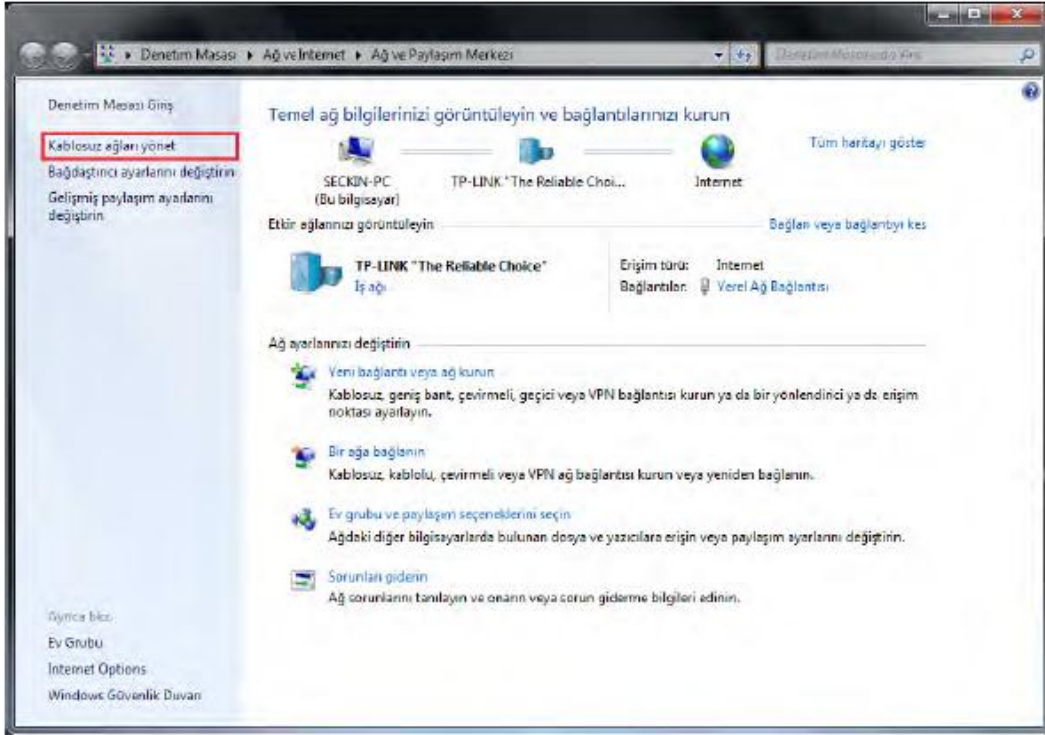 Denetim Masası ▸ Ağ ve Internet ▸ Ağ ve Paylaşım Merkezi
Denetim Masası Giriş
Kablosuz ağları yönet
Bağdaştırıcı ayarlarını değiştirin
Gelişmiş paylaşım ayarlarını
değiştirin
Temel ağ bilgilerinizi görüntüleyin ve bağlantılarınızı kurun
Tüm haritayı göster
SECKIN-PC
(Bu bilgisayar)
TP-LINK "The Reliable Choi...
Internet
Etkin ağlarınızı görüntüleyin
Bağlan veya bağlantıyı kes
TP-LINK "The Reliable Choice"
İş ağı
Erişim türü: Internet
Bağlantılar: Yerel Ağ Bağlantısı
Ağ ayarlarınızı değiştirin
Yeni bağlantı veya ağ kurun
Kablosuz, geniş bant, çevirmeli, geçici veya VPN bağlantısı kurun ya da bir yönlendirici ya da erişim
noktası ayarlayın.
Bir ağa bağlanın
Kablosuz, kablolu, çevirmeli veya VPN ağ bağlantısı kurun veya yeniden bağlanın.
Ev grubu ve paylaşım seçeneklerini seçin
Ağdaki diğer bilgisayarlarda bulunan dosya ve yazıcılara erişin veya paylaşım ayarlarını değiştirin.
Sorunları giderin
Ağ sorunlarını tanılayın ve onarın veya sorun giderme bilgileri edinin.
Ayrıca bkz.
Ev Grubu
Internet Options
Windows Güvenlik Duvarı